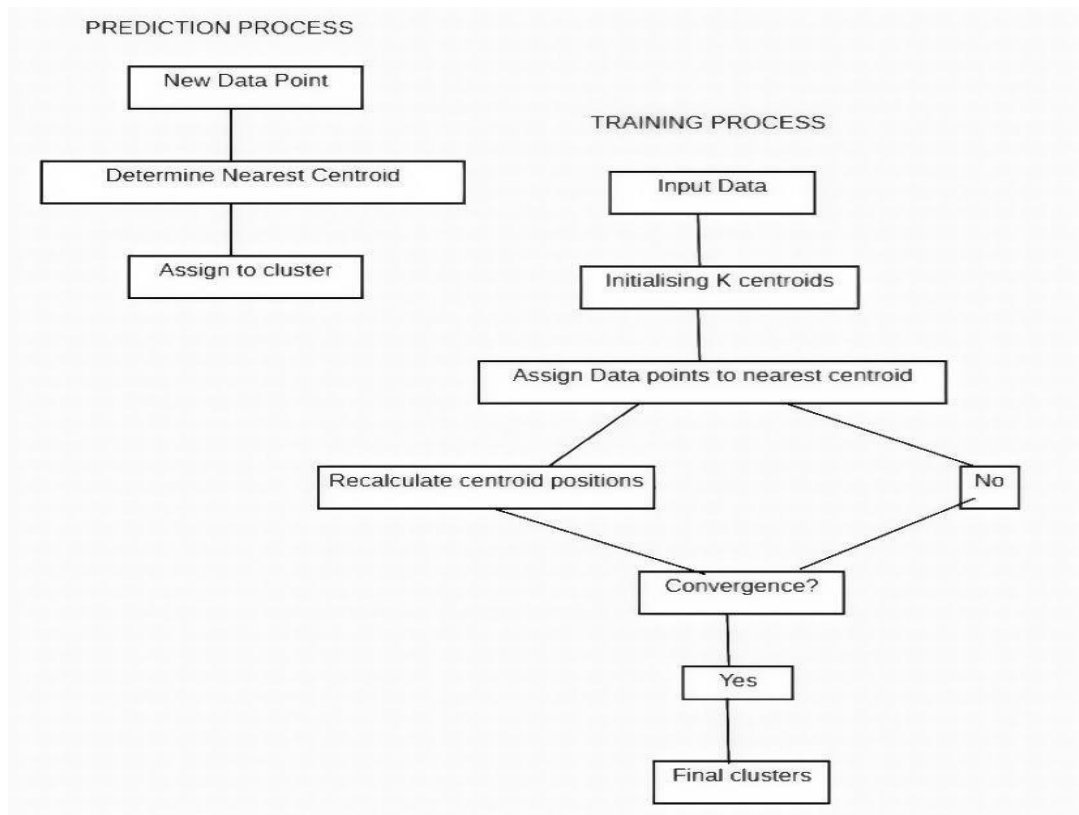 PREDICTION PROCESS
New Data Point
Determine Nearest Centroid
Assign to cluster
TRAINING PROCESS
Input Data
Initialising K centroids
Assign Data points to nearest centroid
Recalculate centroid positions
No
Convergence?
Yes
Final clusters